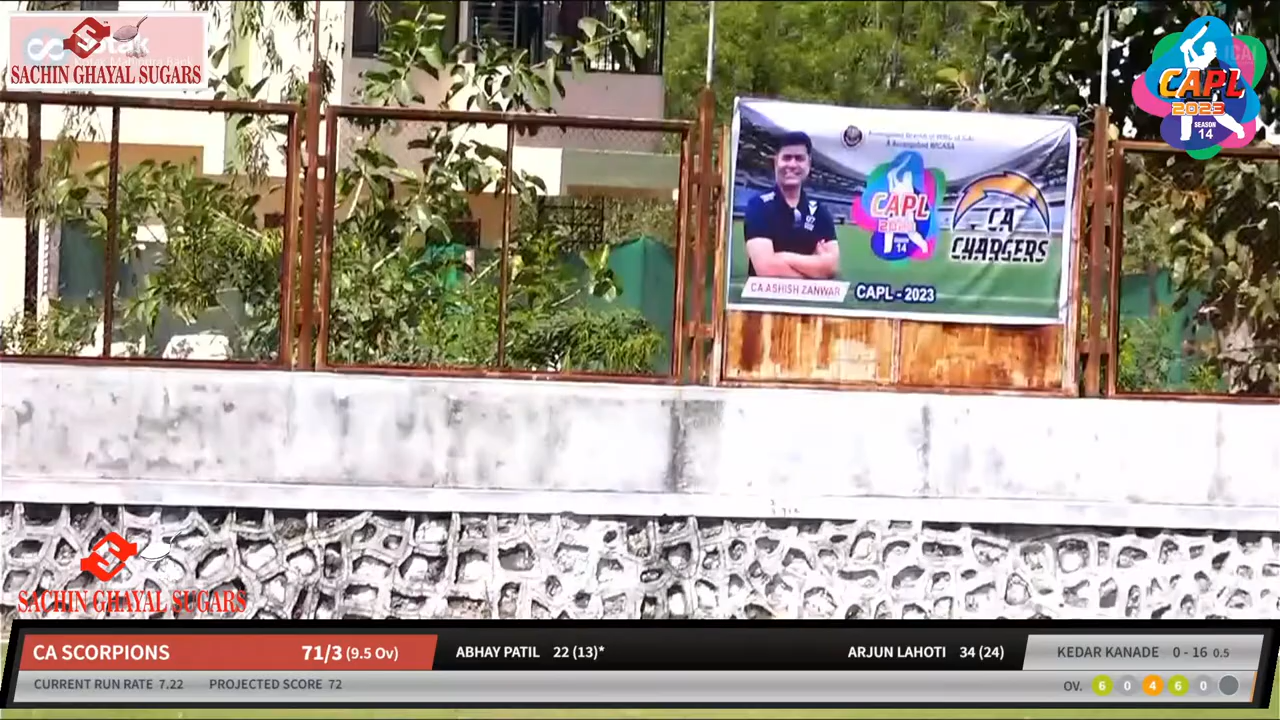 kotak
SACHIN GHAYAL SUGARS
CAPL
2023
SEASON
14
CAPL
2023
14
CA
CHARGERS
CA ASHISH ZANWAR
CAPL - 2023
SACHIN GHAYAL SUGARS
CA SCORPIONS 71/3 (9.5 Ov) ABHAY PATIL 22 (13)* ARJUN LAHOTI 34 (24) KEDAR KANADE 0 - 16 0.5
CURRENT RUN RATE 7.22 PROJECTED SCORE 72 OV. 6 0 4 6 0